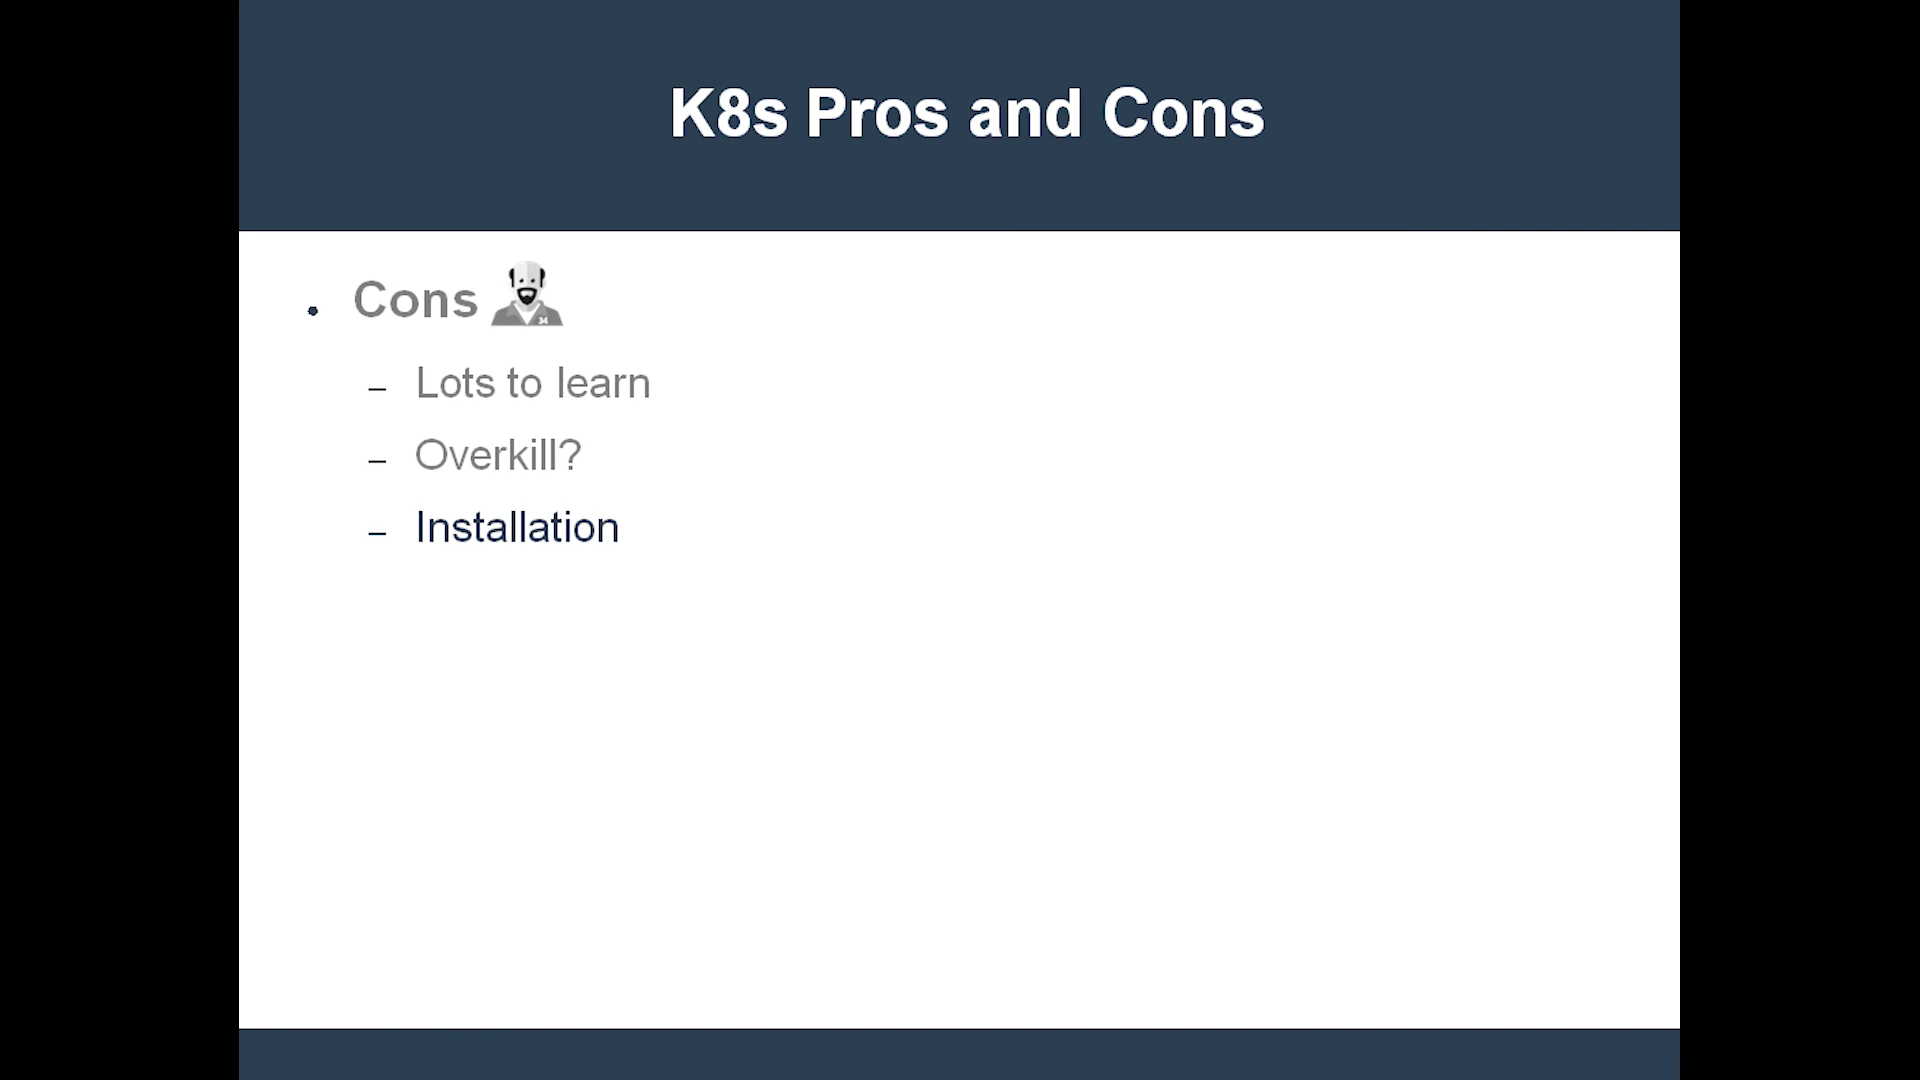 K8s Pros and Cons
• Cons
– Lots to learn
– Overkill?
– Installation